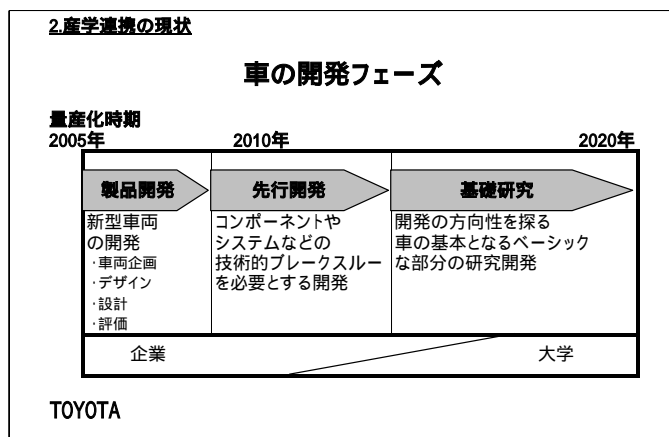 2.産学連携の現状
車の開発フェーズ
量産化時期
2005年 2010年 2020年
製品開発 先行開発 基礎研究
新型車両
の開発
・車両企画
・デザイン
・設計
・評価
コンポーネントや
システムなどの
技術的ブレークスルー
を必要とする開発
開発の方向性を探る
車の基本となるベーシック
な部分の研究開発
企業 大学
TOYOTA